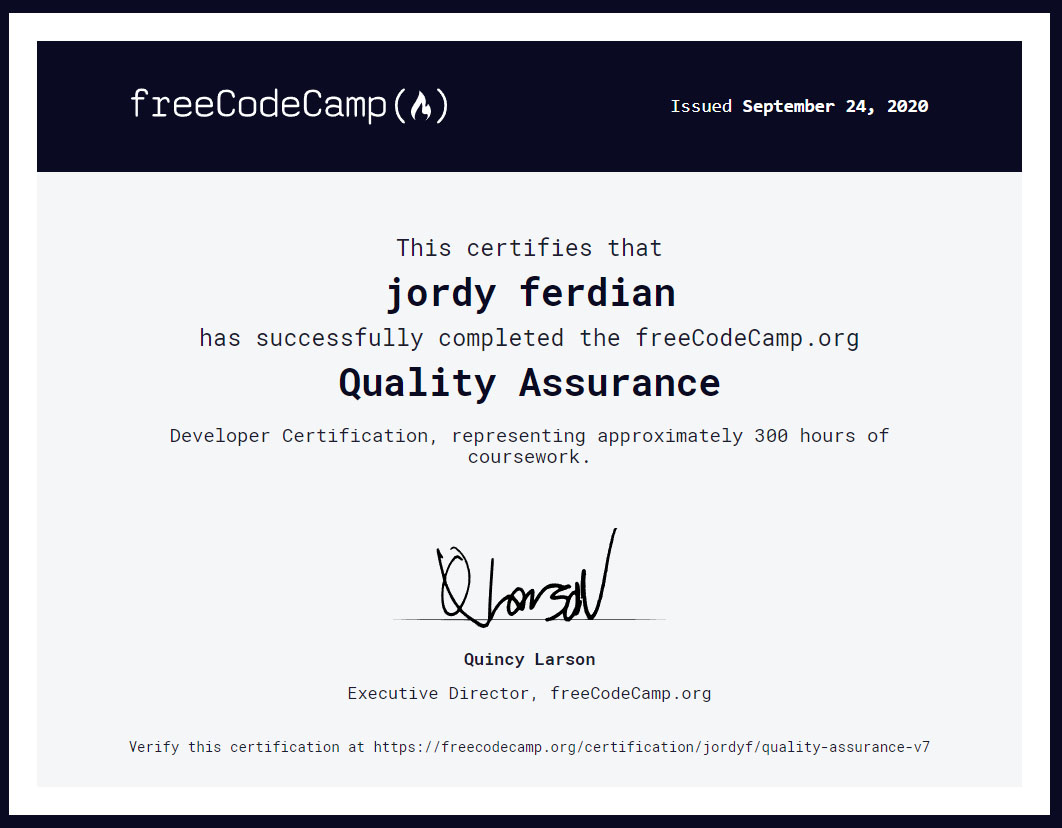 freeCodeCamp(🔥)
Issued September 24, 2020
This certifies that
jordy ferdian
has successfully completed the freeCodeCamp.org
Quality Assurance
Developer Certification, representing approximately 300 hours of
coursework.
Q Larson
Quincy Larson
Executive Director, freeCodeCamp.org
Verify this certification at https://freecodecamp.org/certification/jordyf/quality-assurance-v7